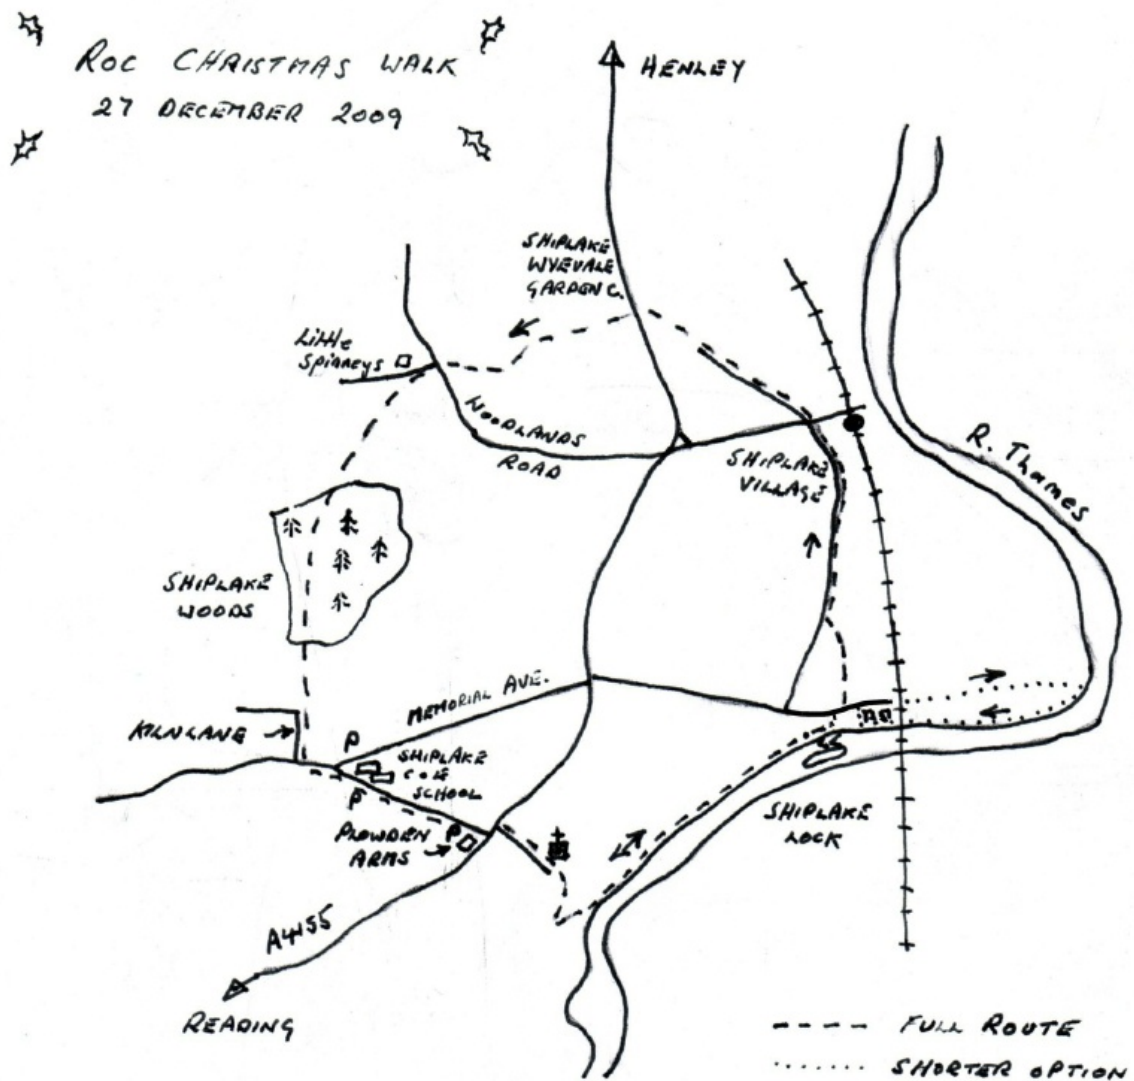 ROC CHRISTMAS WALK
27 DECEMBER 2009
HENLEY
SHIPLAKE
WYEVALE
GARDEN C.
Little
Spinneys
WOODLANDS
ROAD
SHIPLAKE
VILLAGE
R. Thames
SHIPLAKE
WOODS
MEMORIAL AVE.
KILN LANE
P
SHIPLAKE
C OF E
SCHOOL
P
P
PLOWDEN
ARMS
SHIPLAKE
LOCK
A4155
READING
FULL ROUTE
SHORTER OPTION